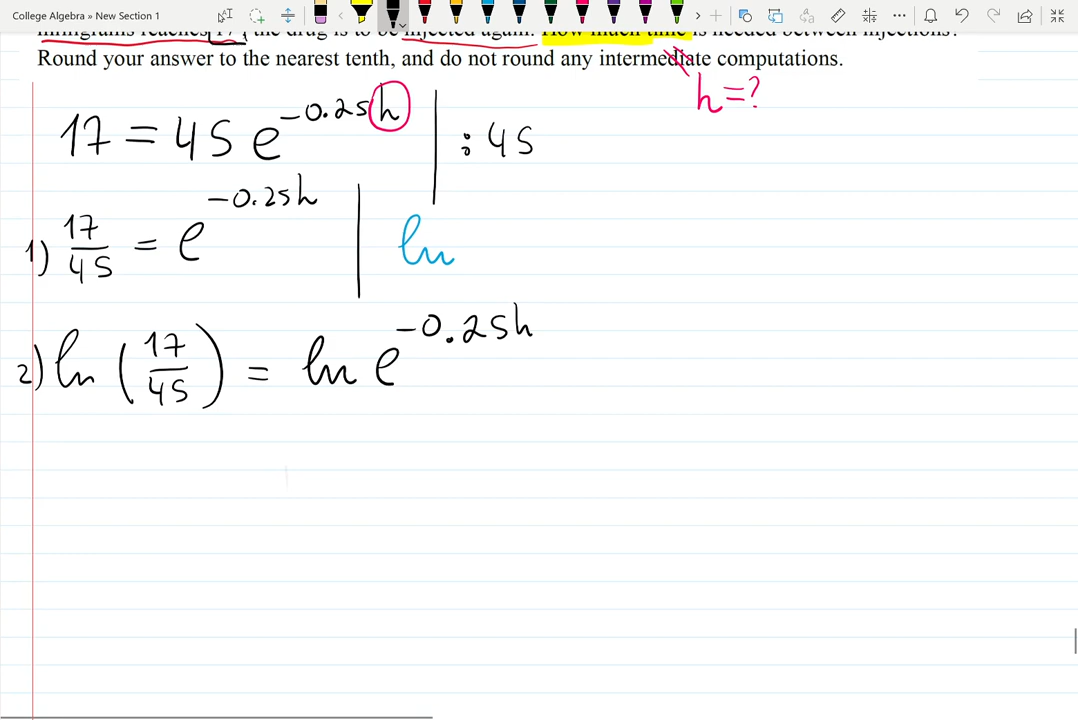 College Algebra » New Section 1
milligrams reaches 17, the drug is to be injected again. How much time is needed between injections?
Round your answer to the nearest tenth, and do not round any intermediate computations.
h=?
17 = 45 e^-0.25h | : 45
1) 17/45 = e^-0.25h | ln
2) ln (17/45) = ln e^-0.25h